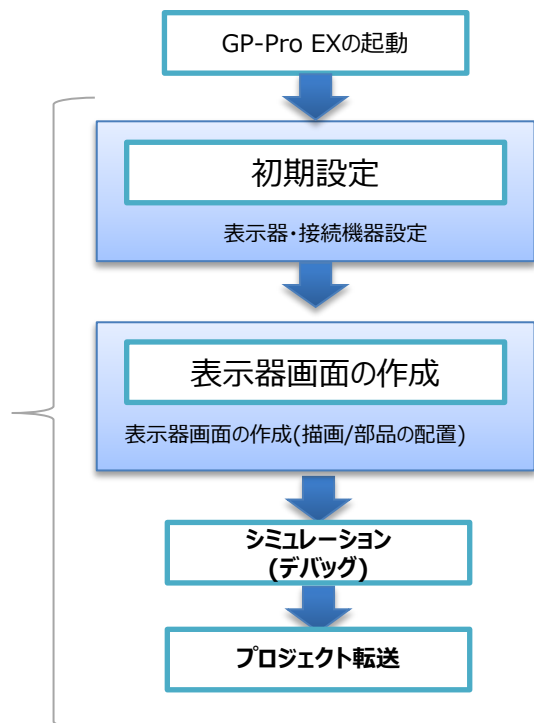 GP-Pro EXの起動
初期設定
表示器・接続機器設定
表示器画面の作成
表示器画面の作成(描画/部品の配置)
シミュレーション
(デバッグ)
プロジェクト転送